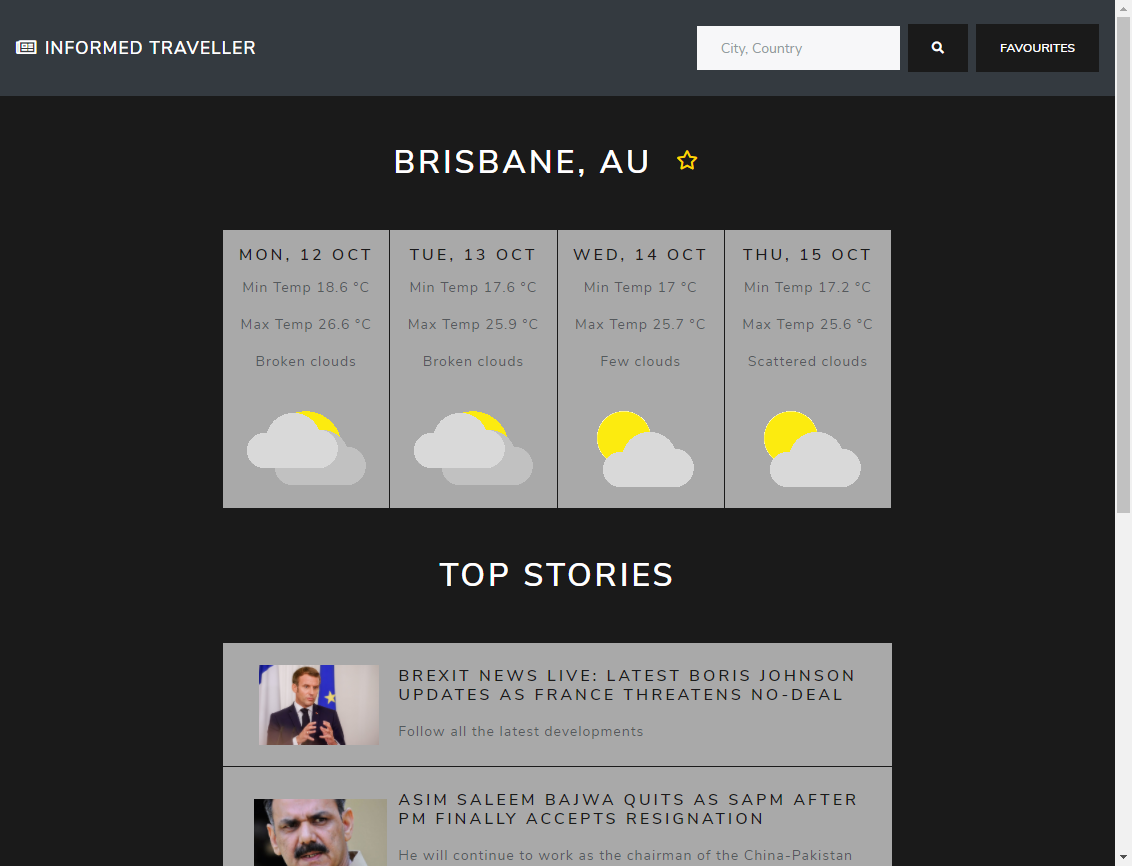 INFORMED TRAVELLER
City, Country
FAVOURITES
BRISBANE, AU
MON, 12 OCT
Min Temp 18.6 °C
Max Temp 26.6 °C
Broken clouds
TUE, 13 OCT
Min Temp 17.6 °C
Max Temp 25.9 °C
Broken clouds
WED, 14 OCT
Min Temp 17 °C
Max Temp 25.7 °C
Few clouds
THU, 15 OCT
Min Temp 17.2 °C
Max Temp 25.6 °C
Scattered clouds
TOP STORIES
BREXIT NEWS LIVE: LATEST BORIS JOHNSON
UPDATES AS FRANCE THREATENS NO-DEAL
Follow all the latest developments
ASIM SALEEM BAJWA QUITS AS SAPM AFTER
PM FINALLY ACCEPTS RESIGNATION
He will continue to work as the chairman of the China-Pakistan